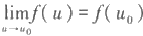 lim f( u ) = f( u₀ )
u→u₀